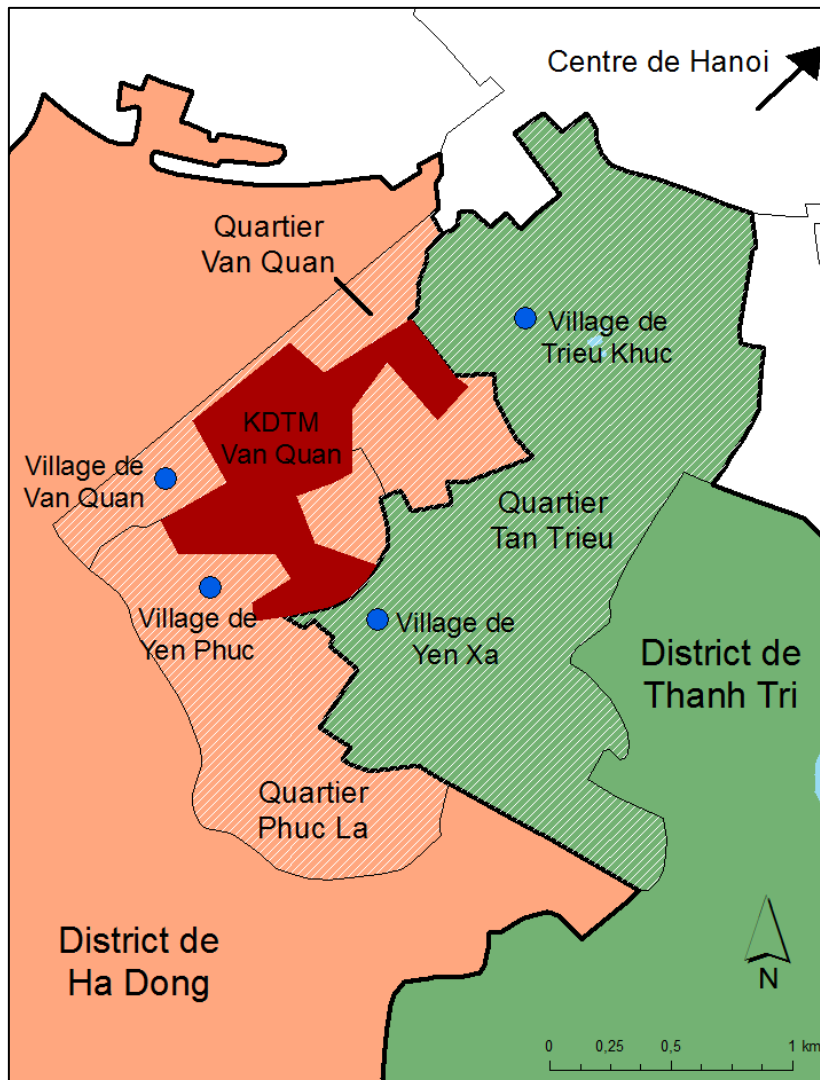 Centre de Hanoi
Quartier
Van Quan
Village de
Trieu Khuc
KDTM
Van Quan
Village de
Van Quan
Quartier
Tan Trieu
Village de
Yen Phuc
Village de
Yen Xa
District de
Thanh Tri
Quartier
Phuc La
District de
Ha Dong
N
0 0,25 0,5 1 km